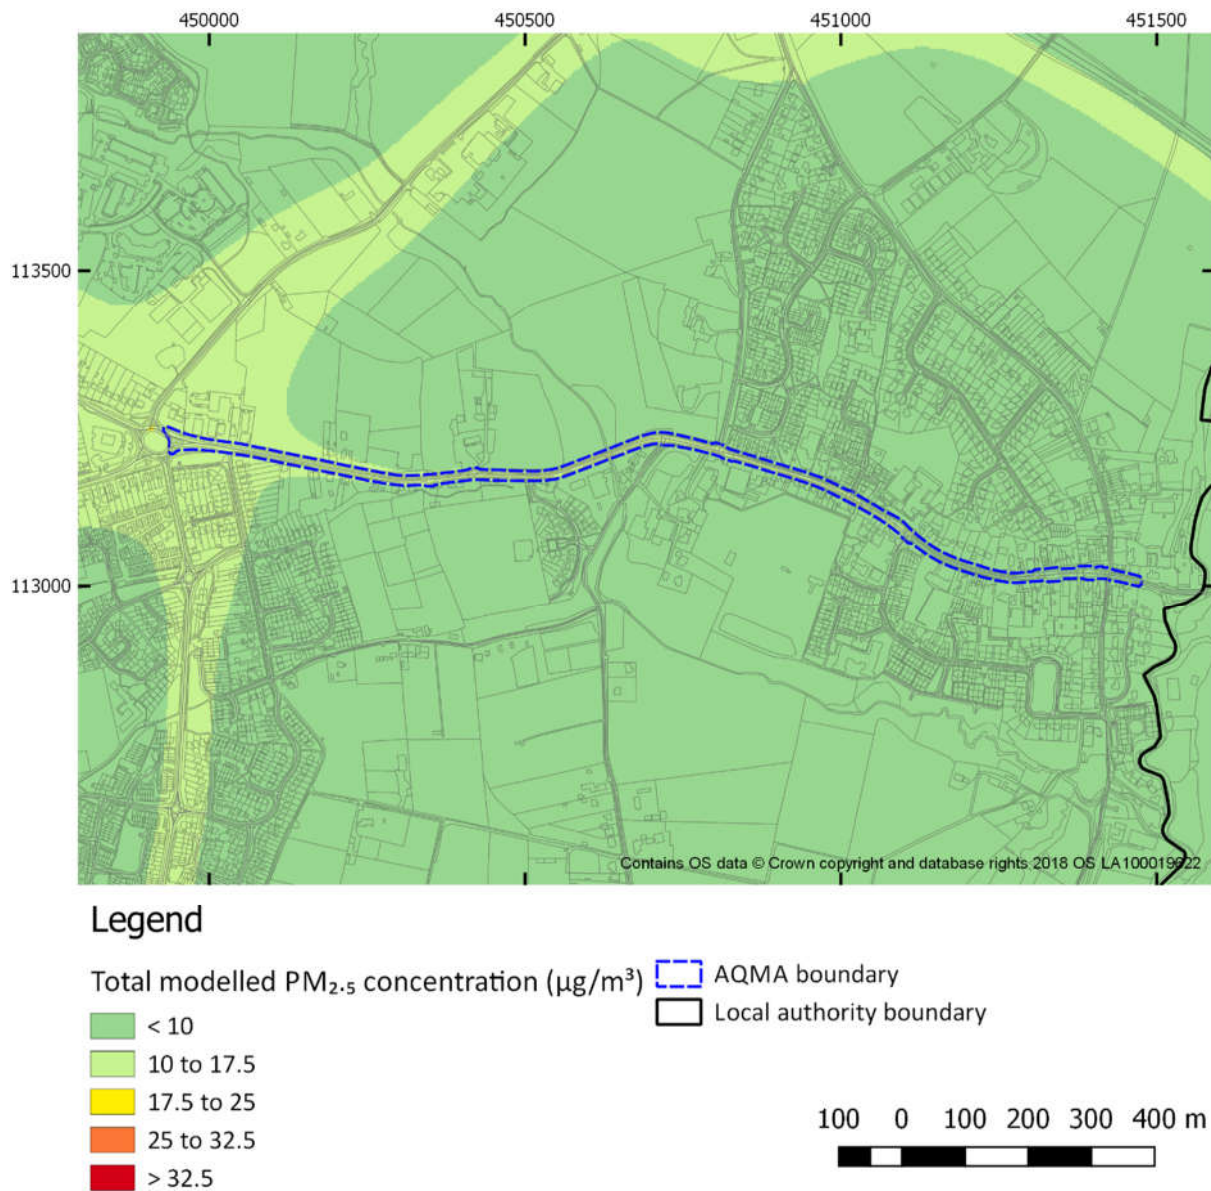 450000 450500 451000 451500
113500
113000
Contains OS data © Crown copyright and database rights 2018 OS LA100019622
Legend
Total modelled PM₂.₅ concentration (µg/m³)
< 10
10 to 17.5
17.5 to 25
25 to 32.5
> 32.5
AQMA boundary
Local authority boundary
100 0 100 200 300 400 m